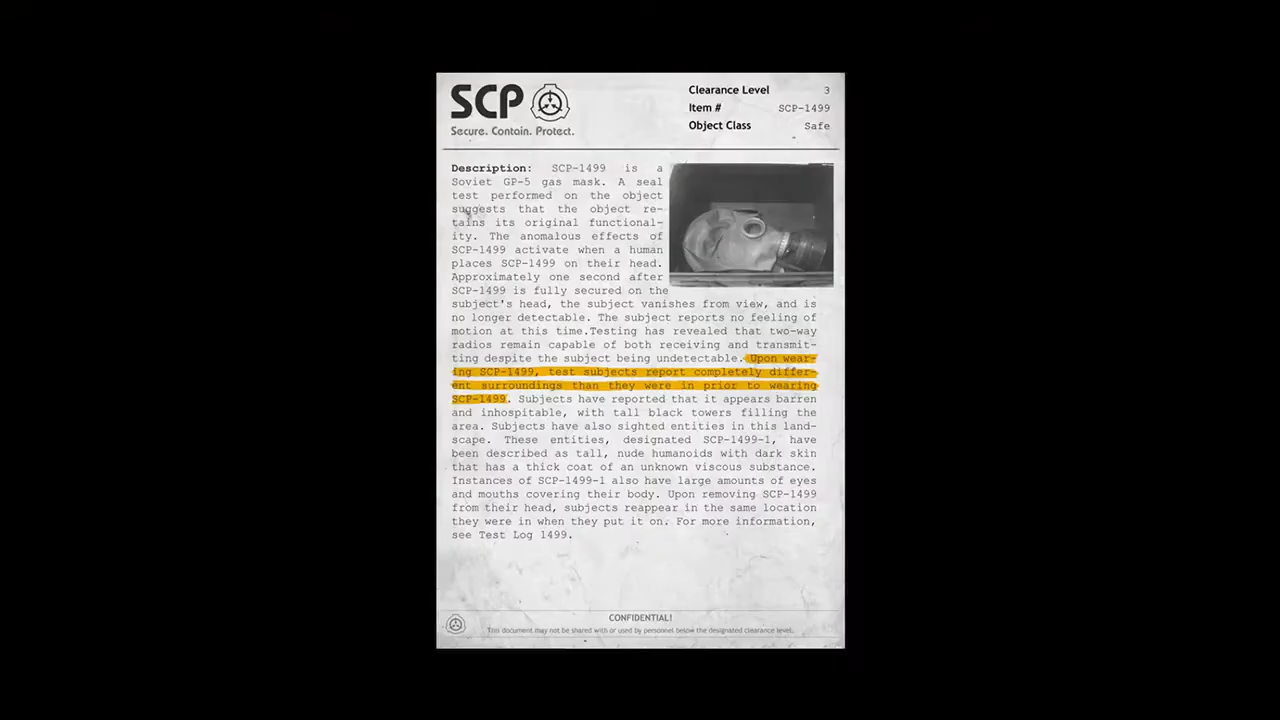 SCP
Secure. Contain. Protect.
Clearance Level 3
Item # SCP-1499
Object Class Safe
Description: SCP-1499 is a
Soviet GP-5 gas mask. A seal
test performed on the object
suggests that the object re-
tains its original functional-
ity. The anomalous effects of
SCP-1499 activate when a human
places SCP-1499 on their head.
Approximately one second after
SCP-1499 is fully secured on the
subject's head, the subject vanishes from view, and is
no longer detectable. The subject reports no feeling of
motion at this time.Testing has revealed that two-way
radios remain capable of both receiving and transmit-
ting despite the subject being undetectable. Upon wear-
ing SCP-1499, test subjects report completely differ-
ent surroundings than they were in prior to wearing
SCP-1499. Subjects have reported that it appears barren
and inhospitable, with tall black towers filling the
area. Subjects have also sighted entities in this land-
scape. These entities, designated SCP-1499-1, have
been described as tall, nude humanoids with dark skin
that has a thick coat of an unknown viscous substance.
Instances of SCP-1499-1 also have large amounts of eyes
and mouths covering their body. Upon removing SCP-1499
from their head, subjects reappear in the same location
they were in when they put it on. For more information,
see Test Log 1499.
CONFIDENTIAL!
This document may not be shared with or used by personnel below the designated clearance level.